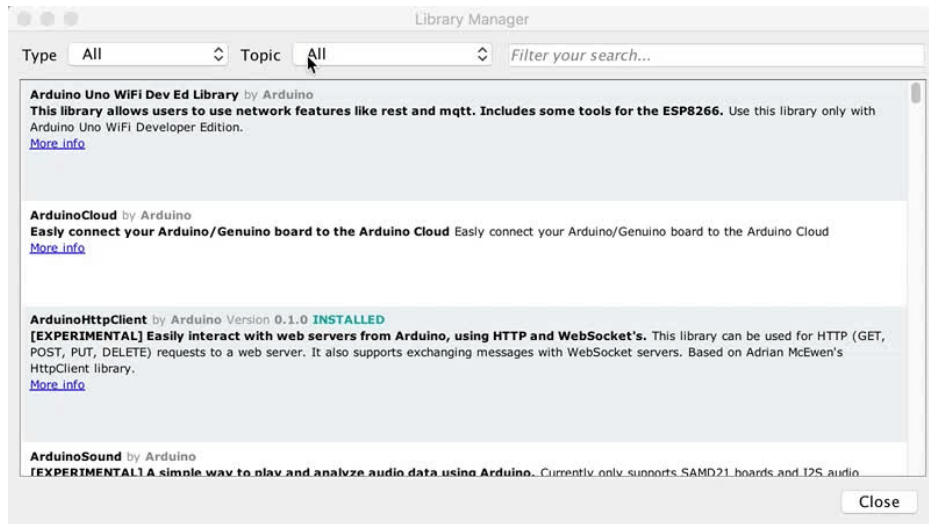 Library Manager
Type All Topic All Filter your search...
Arduino Uno WiFi Dev Ed Library by Arduino
This library allows users to use network features like rest and mqtt. Includes some tools for the ESP8266. Use this library only with
Arduino Uno WiFi Developer Edition.
More info
ArduinoCloud by Arduino
Easly connect your Arduino/Genuino board to the Arduino Cloud Easly connect your Arduino/Genuino board to the Arduino Cloud
More info
ArduinoHttpClient by Arduino Version 0.1.0 INSTALLED
[EXPERIMENTAL] Easily interact with web servers from Arduino, using HTTP and WebSocket's. This library can be used for HTTP (GET,
POST, PUT, DELETE) requests to a web server. It also supports exchanging messages with WebSocket servers. Based on Adrian McEwen's
HttpClient library.
More info
ArduinoSound by Arduino
[EXPERIMENTAL] A simple way to play and analyze audio data using Arduino. Currently only supports SAMD21 boards and I2S audio
Close